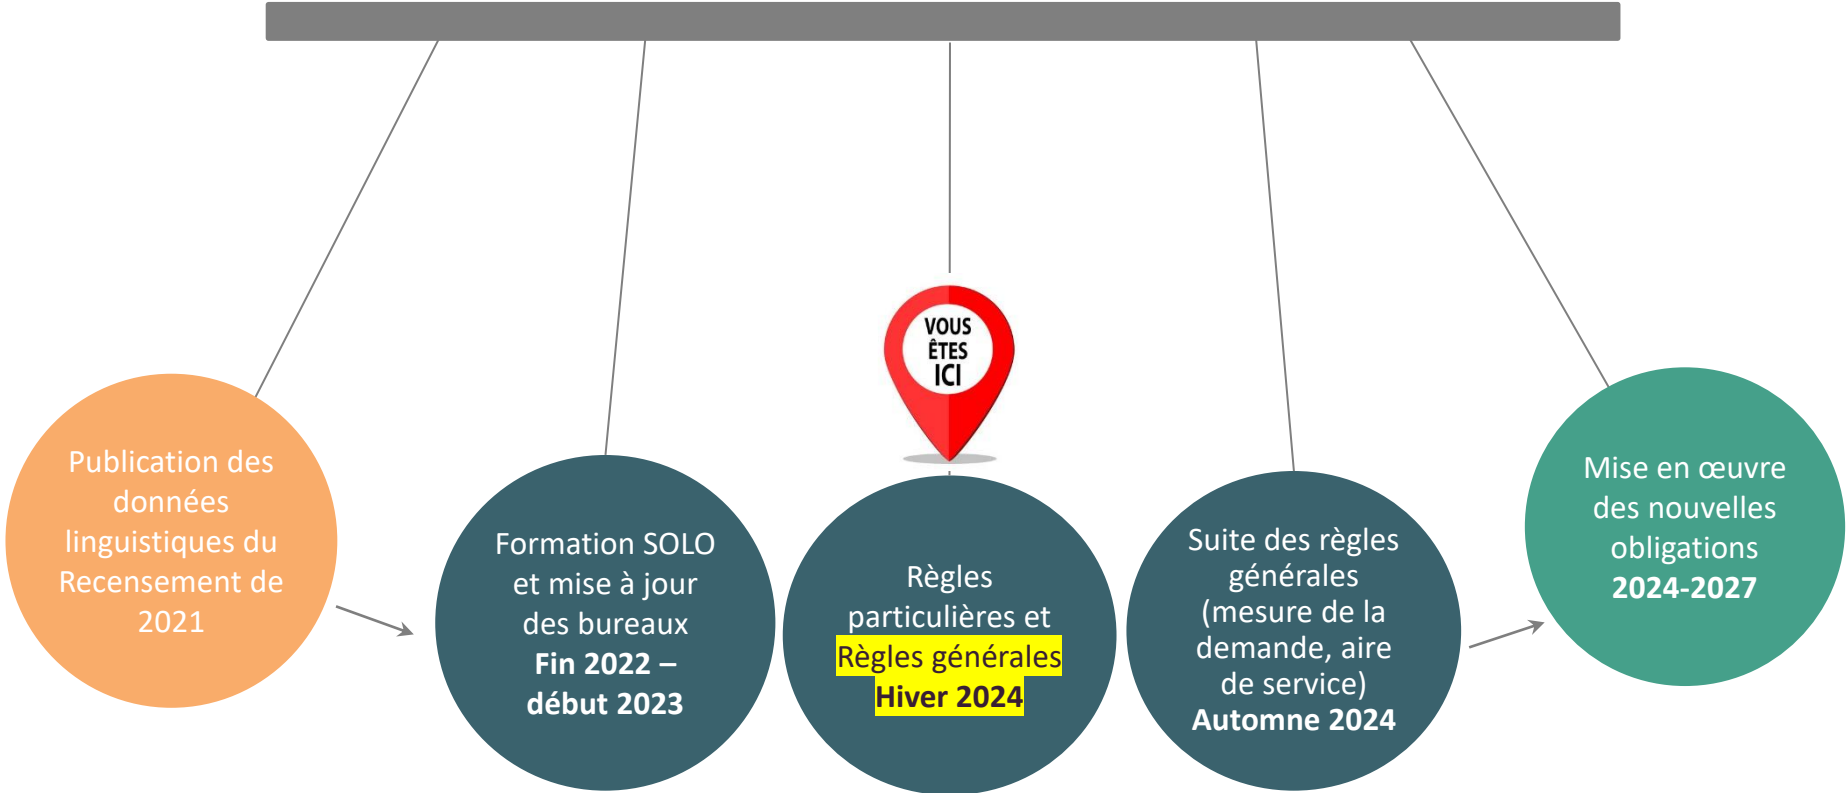 VOUS
ÊTES
ICI
Publication des
données
linguistiques du
Recensement de
2021
Formation SOLO
et mise à jour
des bureaux
Fin 2022 –
début 2023
Règles
particulières et
Règles générales
Hiver 2024
Suite des règles
générales
(mesure de la
demande, aire
de service)
Automne 2024
Mise en œuvre
des nouvelles
obligations
2024-2027